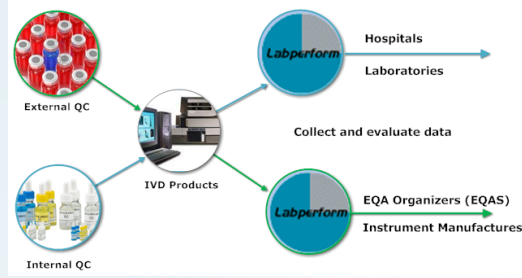 External QC
Internal QC
IVD Products
Labperform
Hospitals
Laboratories
Collect and evaluate data
Labperform
EQA Organizers (EQAS)
Instrument Manufactures